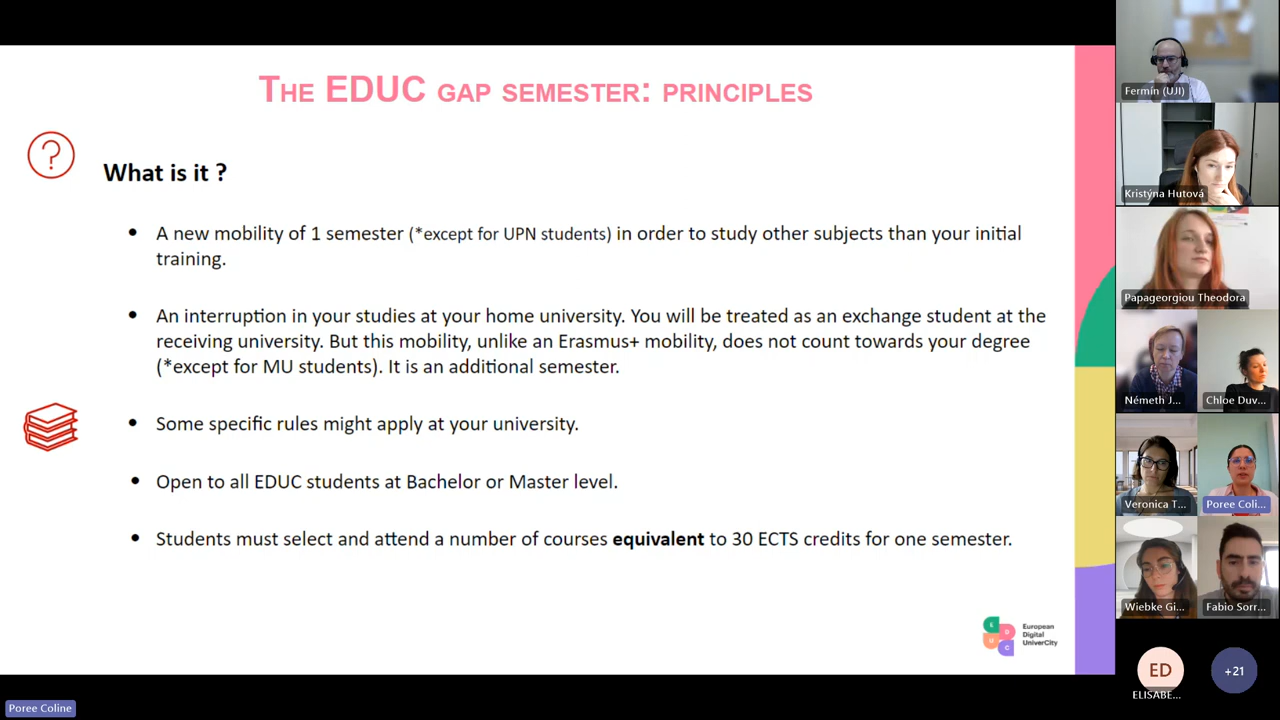 THE EDUC GAP SEMESTER: PRINCIPLES
What is it ?
• A new mobility of 1 semester (*except for UPN students) in order to study other subjects than your initial
training.
• An interruption in your studies at your home university. You will be treated as an exchange student at the
receiving university. But this mobility, unlike an Erasmus+ mobility, does not count towards your degree
(*except for MU students). It is an additional semester.
• Some specific rules might apply at your university.
• Open to all EDUC students at Bachelor or Master level.
• Students must select and attend a number of courses equivalent to 30 ECTS credits for one semester.
E D U C
European
Digital
UniverCity
Poree Coline
Fermín (UJI)
Kristýna Hutová
Papageorgiou Theodora
Németh J...
Chloe Duv...
Veronica T...
Poree Coli...
Wiebke Gi...
Fabio Sorr...
ED
ELISABE...
+21